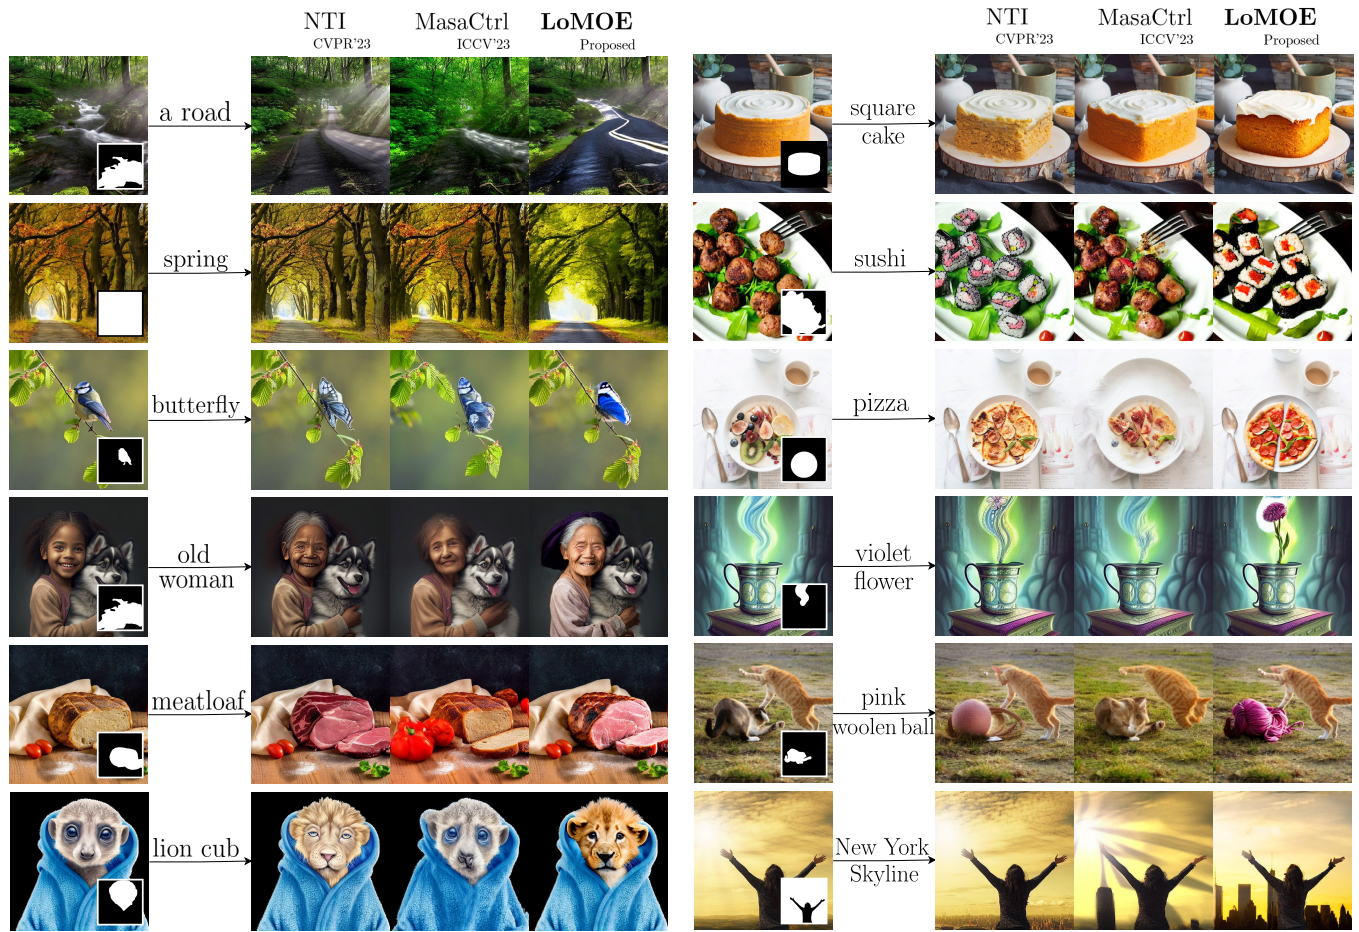 NTI
CVPR'23
MasaCtrl
ICCV'23
LoMOE
Proposed
a road
spring
butterfly
old
woman
meatloaf
lion cub
NTI
CVPR'23
MasaCtrl
ICCV'23
LoMOE
Proposed
square
cake
sushi
pizza
violet
flower
pink
woolen ball
New York
Skyline